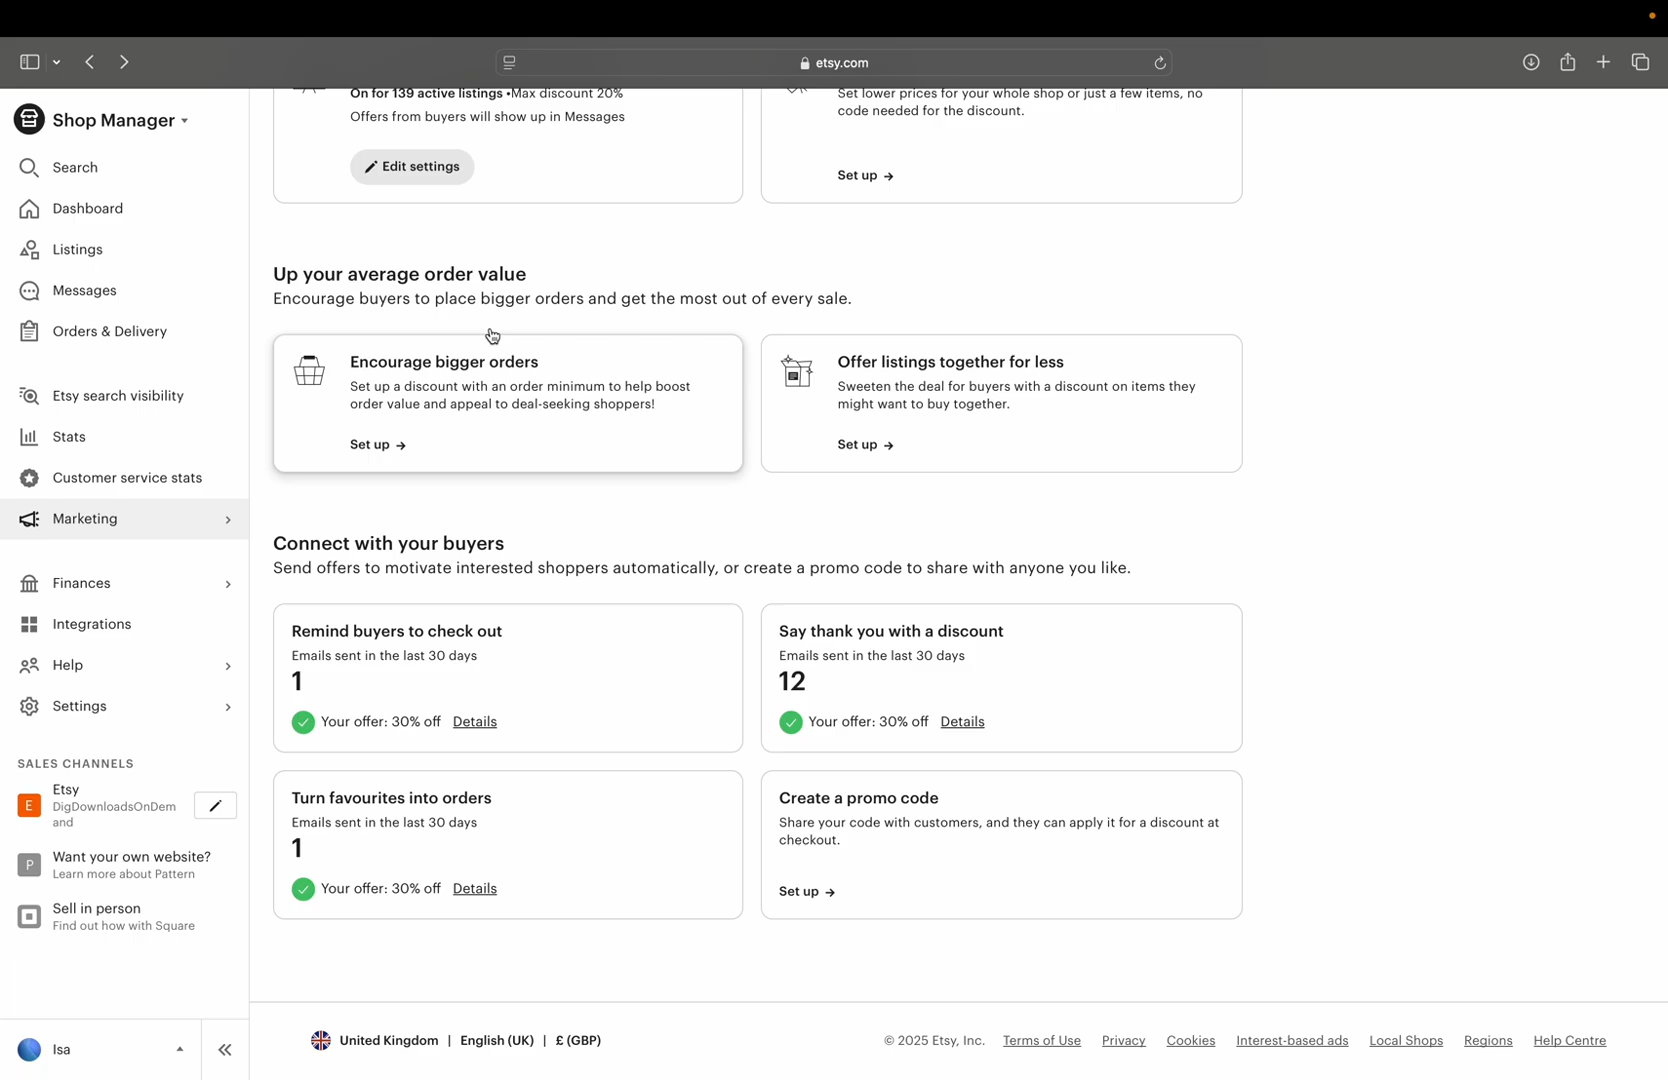 etsy.com
Shop Manager
Search
Dashboard
Listings
Messages
Orders & Delivery
Etsy search visibility
Stats
Customer service stats
Marketing
Finances
Integrations
Help
Settings
SALES CHANNELS
E
Etsy
DigDownloadsOnDem
and
P
Want your own website?
Learn more about Pattern
Sell in person
Find out how with Square
Isa
On for 139 active listings •Max discount 20%
Offers from buyers will show up in Messages
Edit settings
Set lower prices for your whole shop or just a few items, no
code needed for the discount.
Set up →
Up your average order value
Encourage buyers to place bigger orders and get the most out of every sale.
Encourage bigger orders
Set up a discount with an order minimum to help boost
order value and appeal to deal-seeking shoppers!
Set up →
Offer listings together for less
Sweeten the deal for buyers with a discount on items they
might want to buy together.
Set up →
Connect with your buyers
Send offers to motivate interested shoppers automatically, or create a promo code to share with anyone you like.
Remind buyers to check out
Emails sent in the last 30 days
1
Your offer: 30% off Details
Say thank you with a discount
Emails sent in the last 30 days
12
Your offer: 30% off Details
Turn favourites into orders
Emails sent in the last 30 days
1
Your offer: 30% off Details
Create a promo code
Share your code with customers, and they can apply it for a discount at
checkout.
Set up →
United Kingdom | English (UK) | £ (GBP)
© 2025 Etsy, Inc. Terms of Use Privacy Cookies Interest-based ads Local Shops Regions Help Centre